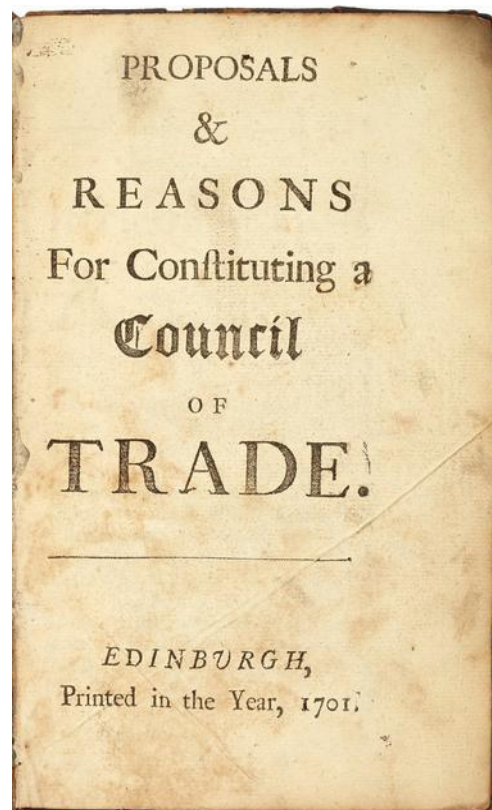 PROPOSALS
&
REASONS
For Conſtituting a
Council
OF
TRADE.
EDINBURGH,
Printed in the Year, 1701.